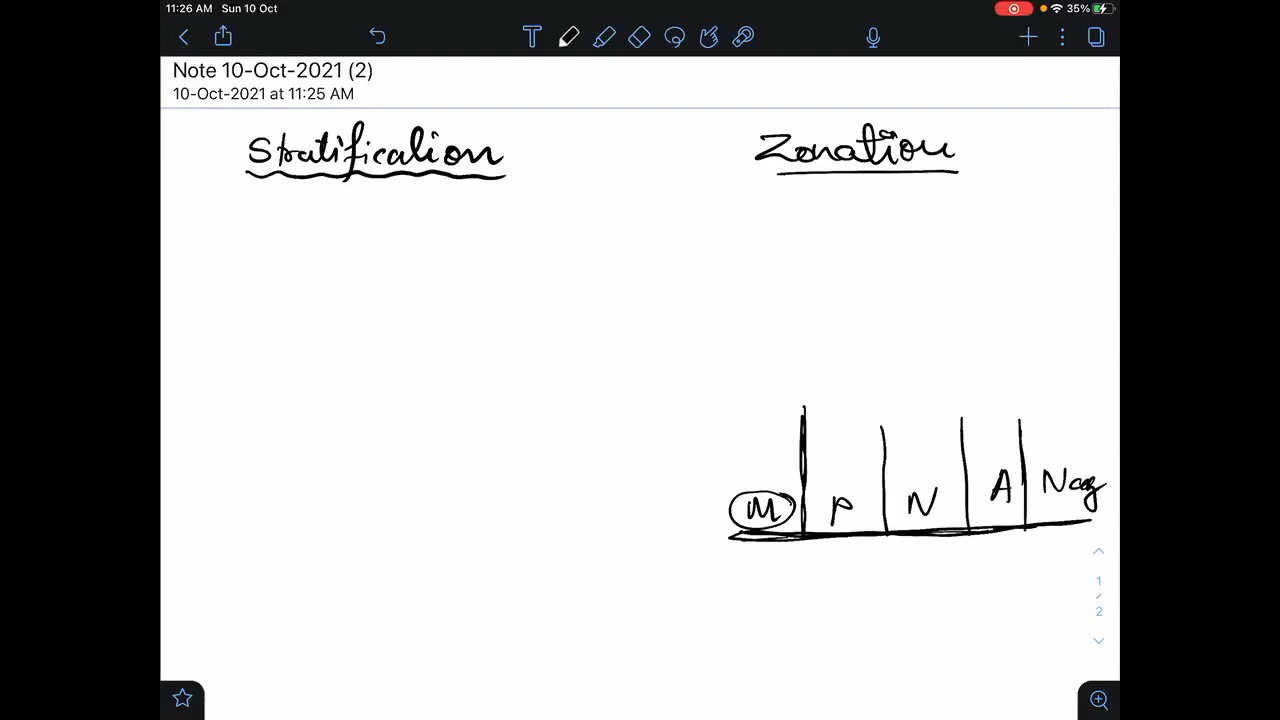 11:26 AM Sun 10 Oct 35%
Note 10-Oct-2021 (2)
10-Oct-2021 at 11:25 AM
Stratification Zonation
M P N A Nag
1
/
2